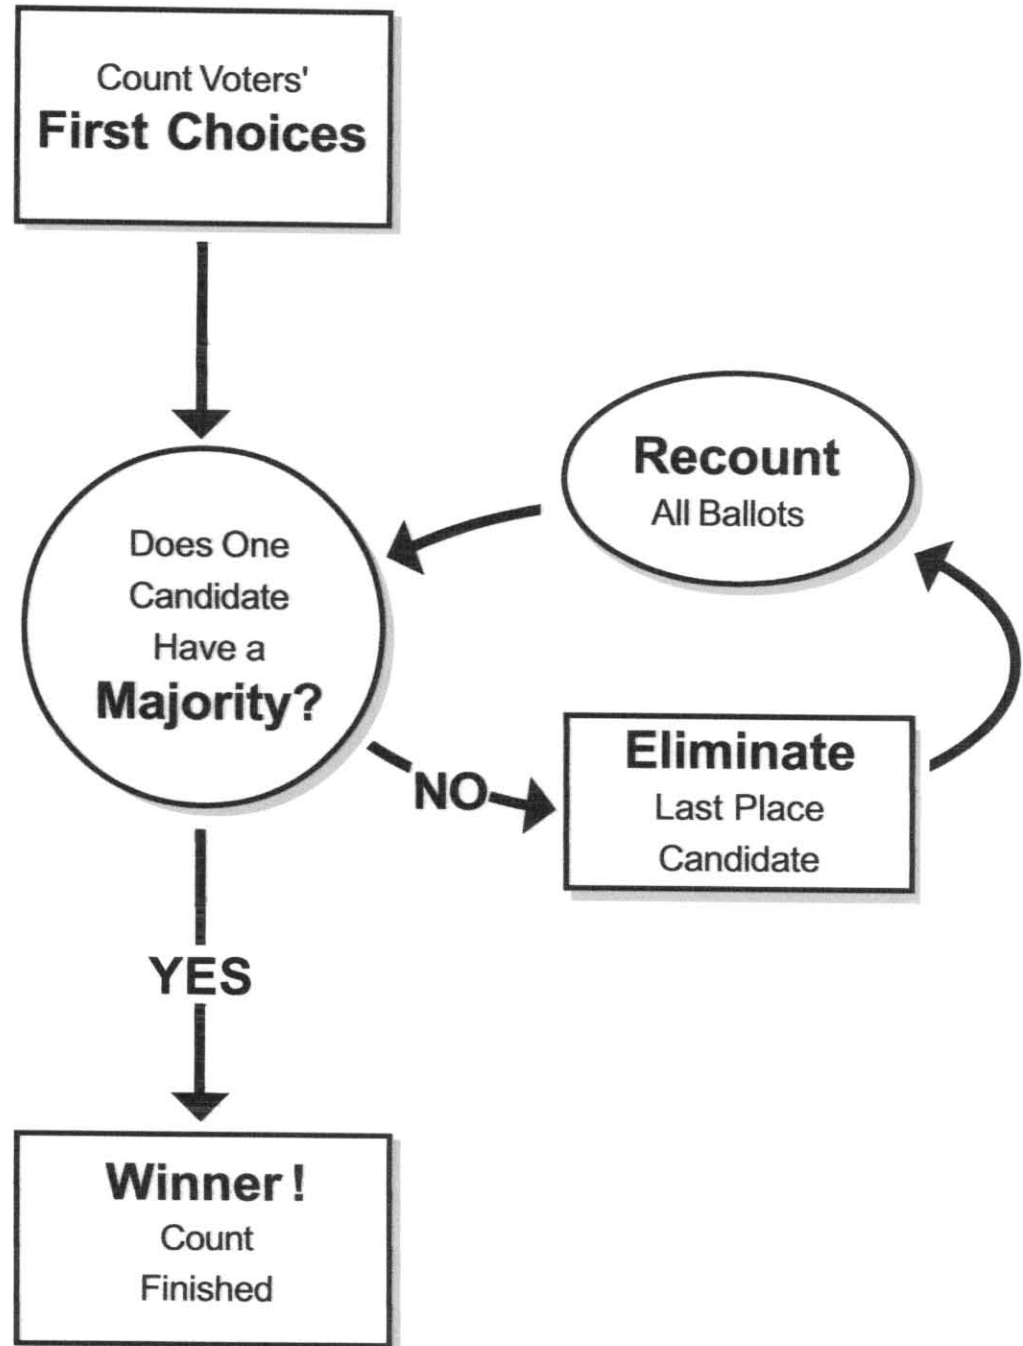 Count Voters'
First Choices
Does One
Candidate
Have a
Majority?
NO
Eliminate
Last Place
Candidate
Recount
All Ballots
YES
Winner!
Count
Finished